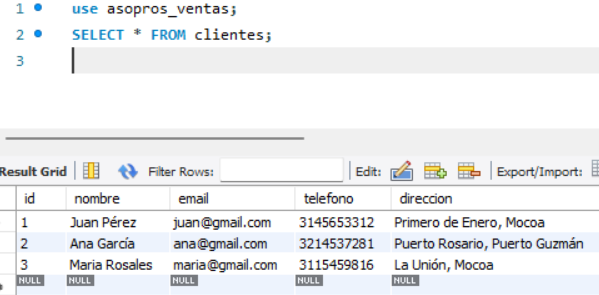 1 use asopros_ventas;
2 SELECT * FROM clientes;
3
Result Grid Filter Rows: Edit: Export/Import:
id nombre email telefono direccion
1 Juan Pérez juan@gmail.com 3145653312 Primero de Enero, Mocoa
2 Ana García ana@gmail.com 3214537281 Puerto Rosario, Puerto Guzmán
3 Maria Rosales maria@gmail.com 3115459816 La Unión, Mocoa
NULL NULL NULL NULL NULL